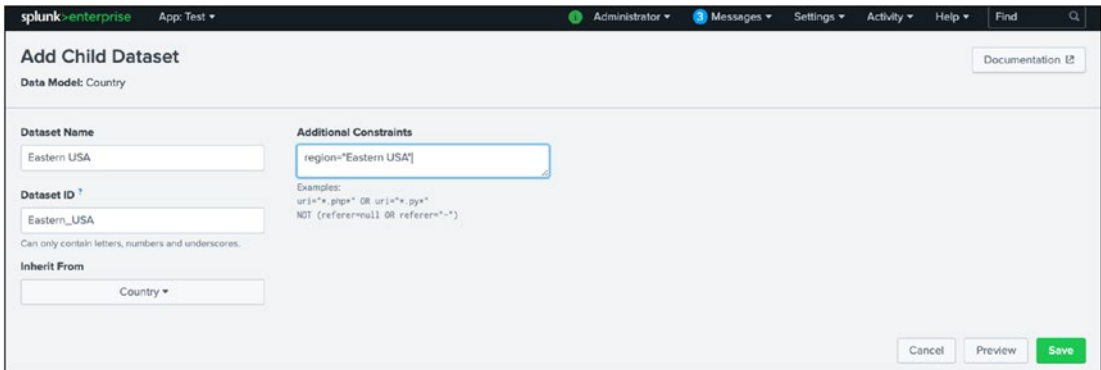 splunk>enterprise App: Test ▾ i Administrator ▾ 3 Messages ▾ Settings ▾ Activity ▾ Help ▾ Find
Add Child Dataset
Documentation
Data Model: Country
Dataset Name
Eastern USA
Dataset ID ?
Eastern_USA
Can only contain letters, numbers and underscores.
Inherit From
Country ▾
Additional Constraints
region="Eastern USA"
Examples:
uri="*.php*" OR uri="*.py*"
NOT (referer=null OR referer="-")
Cancel Preview Save